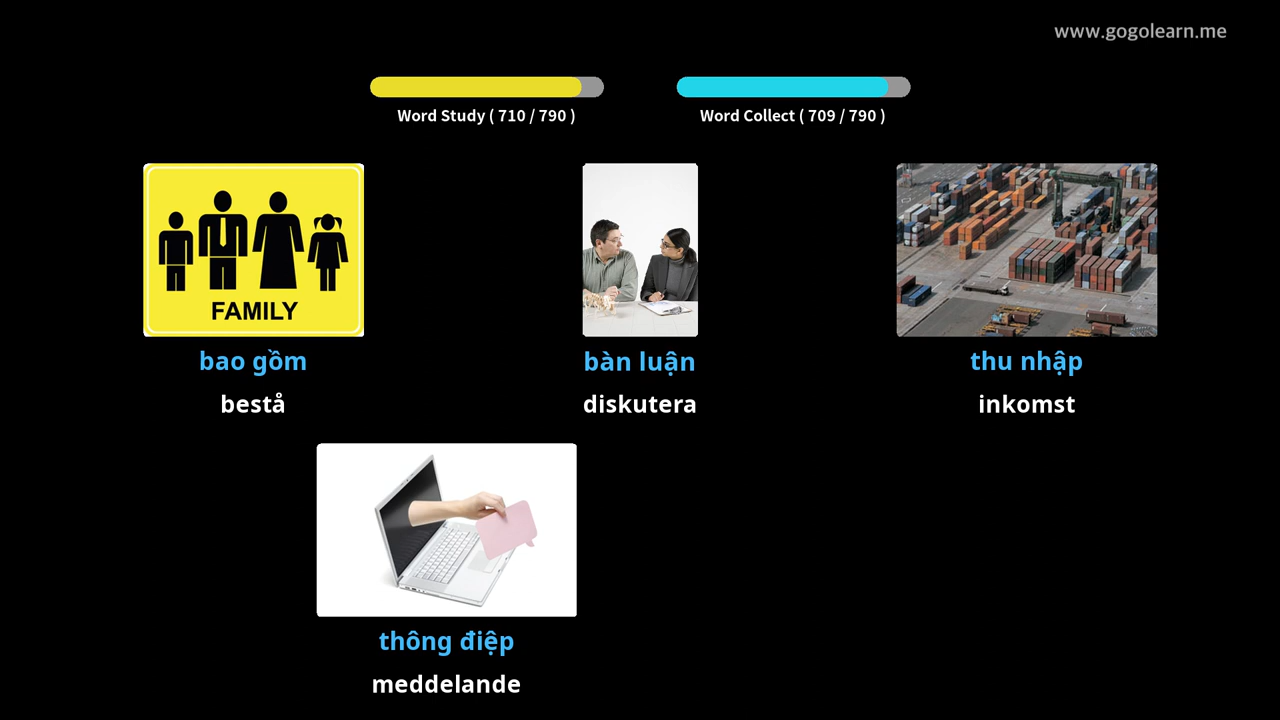 www.gogolearn.me
Word Study ( 710 / 790 )
Word Collect ( 709 / 790 )
FAMILY
bao gồm
bàn luận
thu nhập
bestå
diskutera
inkomst
thông điệp
meddelande